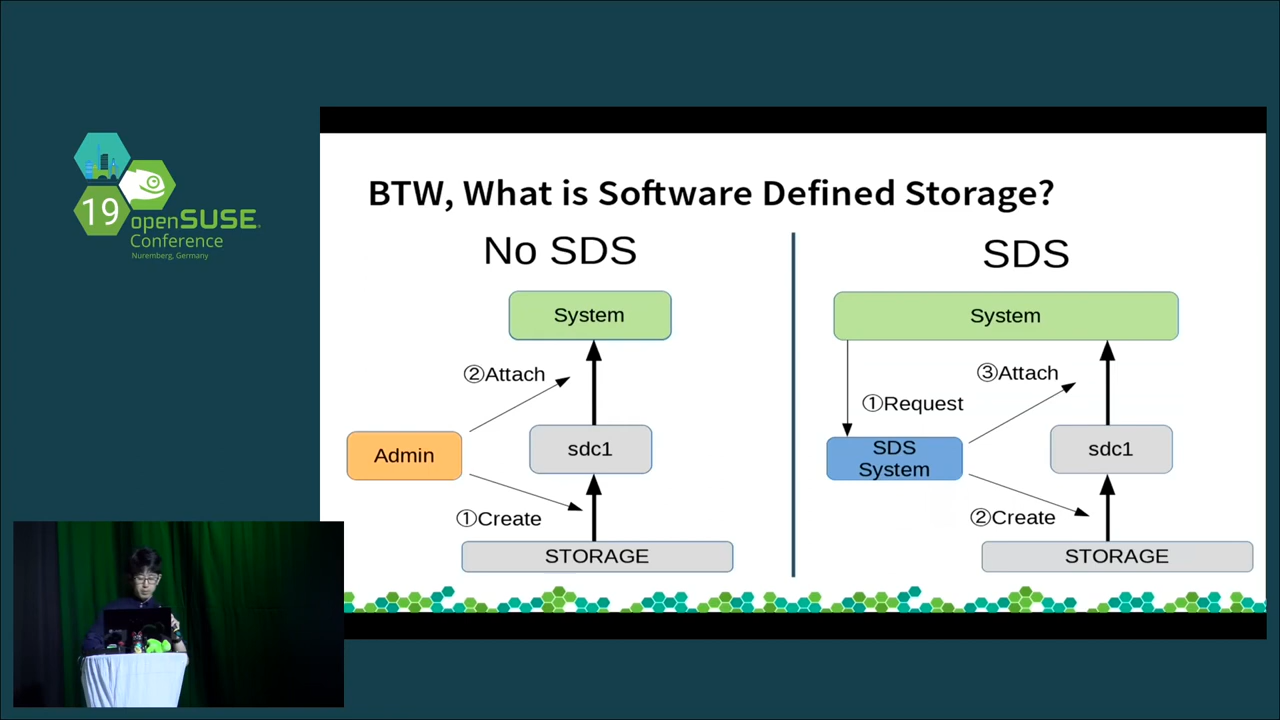 19
openSUSE
Conference
Nuremberg, Germany
BTW, What is Software Defined Storage?
No SDS
System
②Attach
Admin
sdc1
①Create
STORAGE
SDS
System
③Attach
①Request
SDS
System
sdc1
②Create
STORAGE